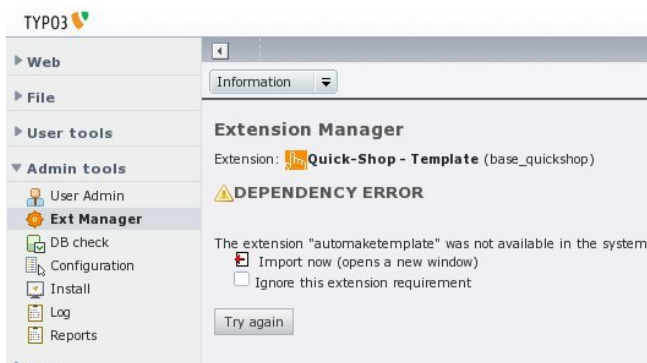 TYPO3
Web
File
User tools
Admin tools
User Admin
Ext Manager
DB check
Configuration
Install
Log
Reports
Information
Extension Manager
Extension: Quick-Shop - Template (base_quickshop)
DEPENDENCY ERROR
The extension "automaketemplate" was not available in the system
Import now (opens a new window)
Ignore this extension requirement
Try again